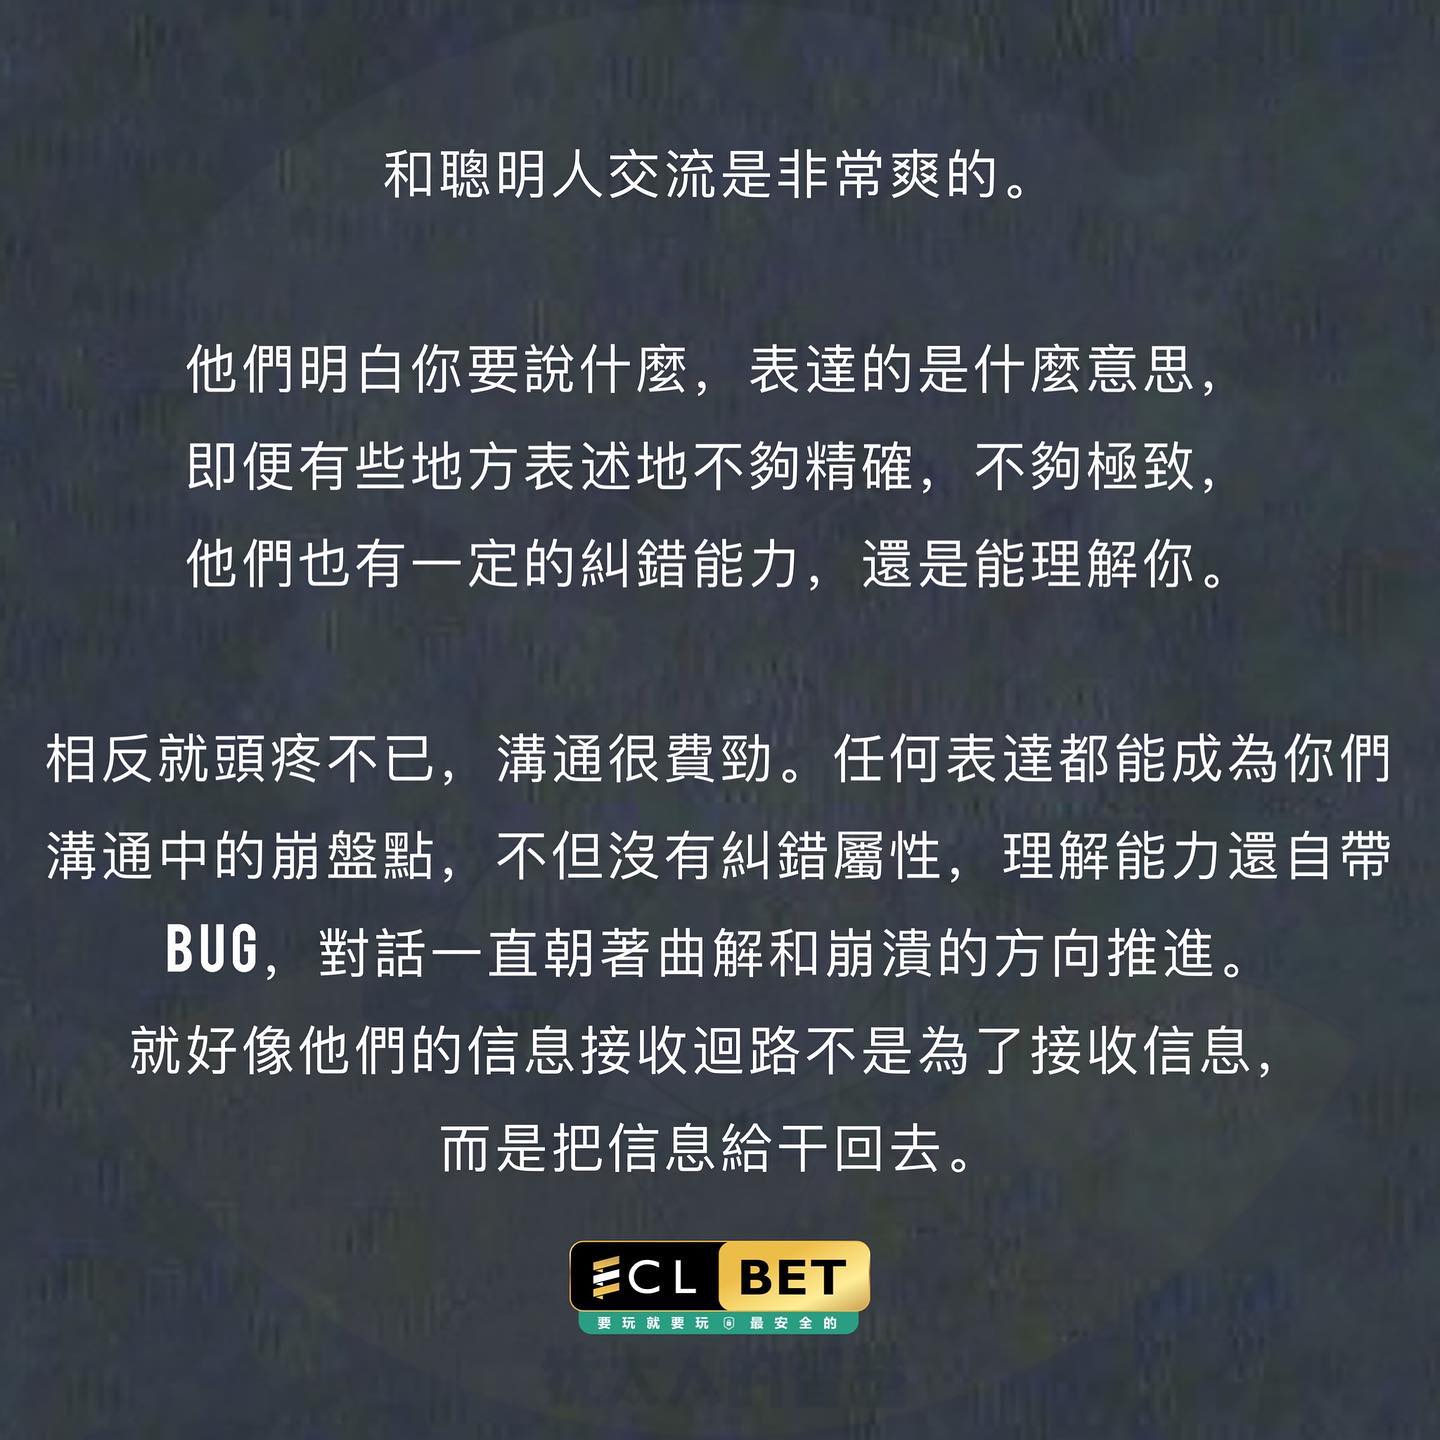 和聰明人交流是非常爽的。
他們明白你要說什麼，表達的是什麼意思，
即便有些地方表述地不夠精確，不夠極致，
他們也有一定的糾錯能力，還是能理解你。
相反就頭疼不已，溝通很費勁。任何表達都能成為你們
溝通中的崩盤點，不但沒有糾錯屬性，理解能力還自帶
BUG，對話一直朝著曲解和崩潰的方向推進。
就好像他們的信息接收迴路不是為了接收信息，
而是把信息給干回去。
ECL BET
要玩就要玩 最安全的